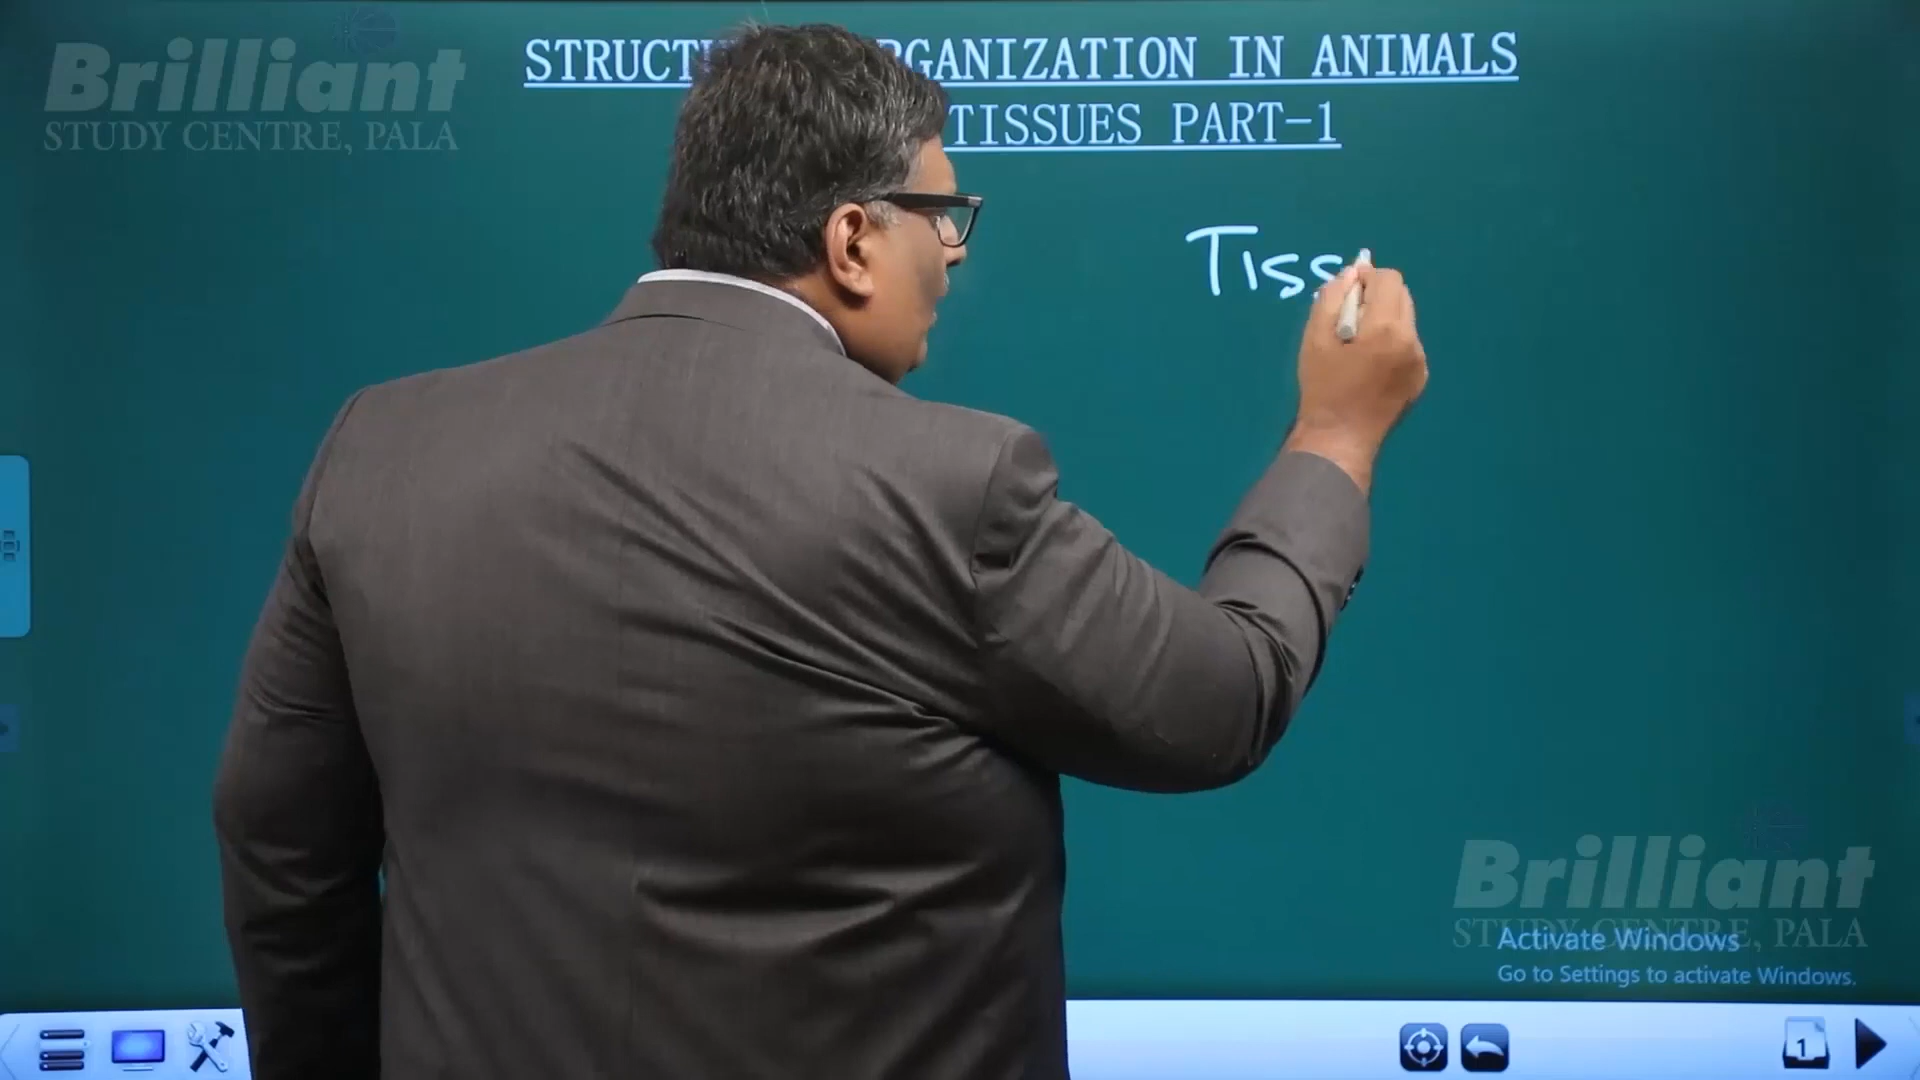 Brilliant
STUDY CENTRE, PALA
STRUCT RGANIZATION IN ANIMALS
TISSUES PART-1
Tiss
Brilliant
STUDY CENTRE, PALA
Activate Windows
Go to Settings to activate Windows.
1